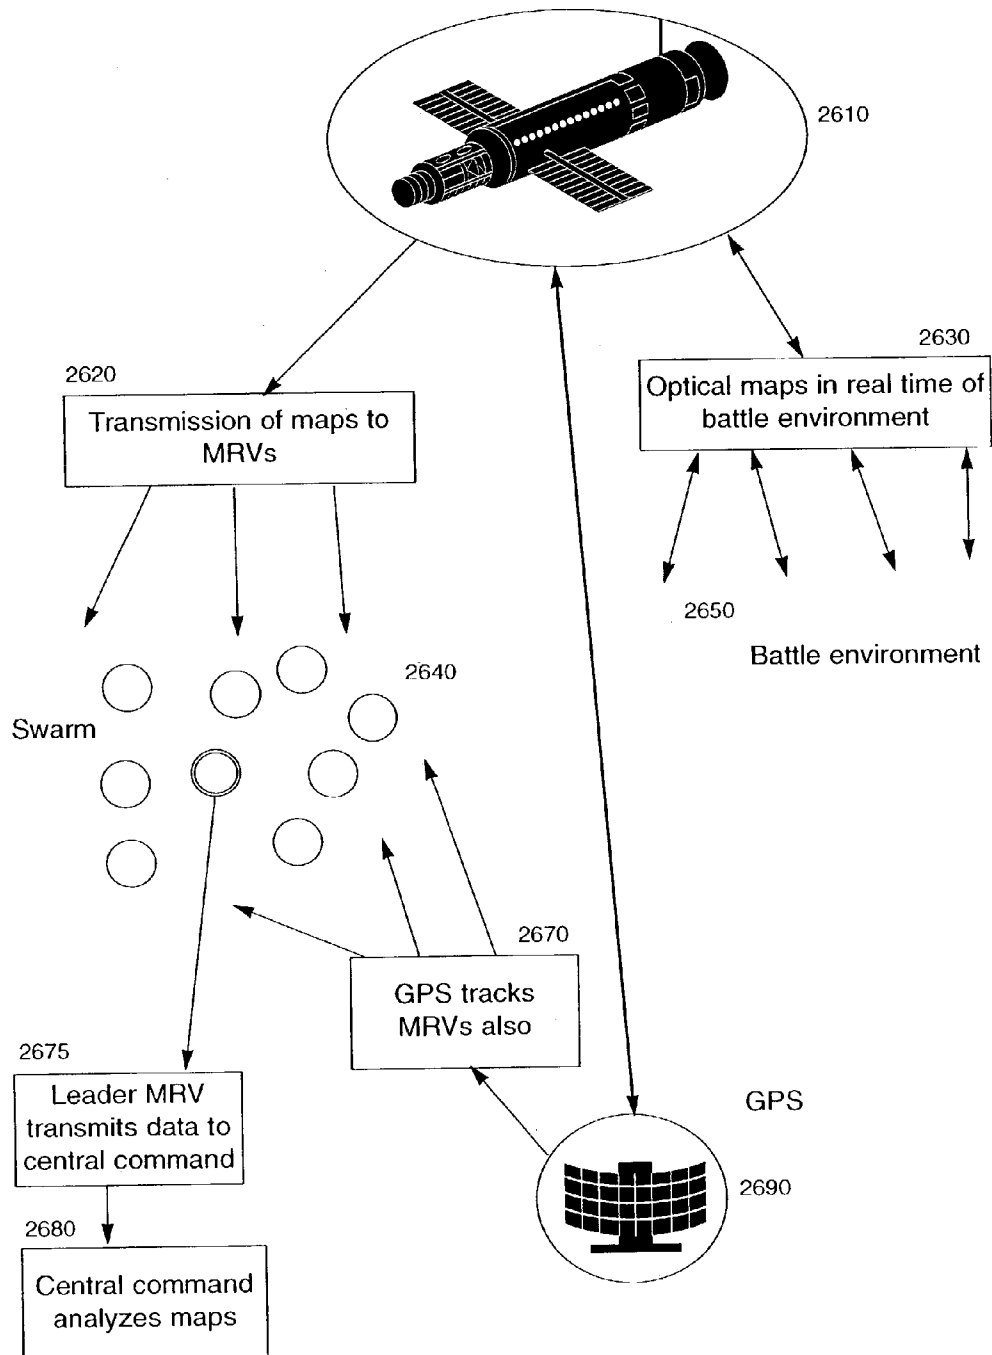 2610
2630
2620
Optical maps in real time of
battle environment
Transmission of maps to
MRVs
2650
Battle environment
2640
Swarm
2670
GPS tracks
MRVs also
2675
Leader MRV
transmits data to
central command
GPS
2690
2680
Central command
analyzes maps